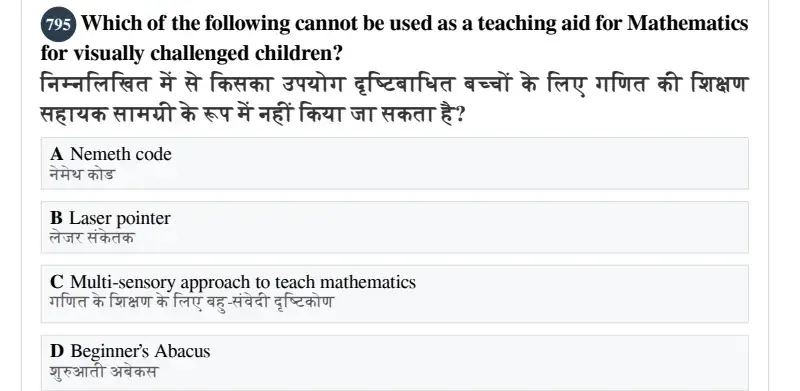 795 Which of the following cannot be used as a teaching aid for Mathematics
for visually challenged children?
निम्नलिखित में से किसका उपयोग दृष्टिबाधित बच्चों के लिए गणित की शिक्षण
सहायक सामग्री के रूप में नहीं किया जा सकता है?
A Nemeth code
नेमेथ कोड
B Laser pointer
लेजर संकेतक
C Multi-sensory approach to teach mathematics
गणित के शिक्षण के लिए बहु-संवेदी दृष्टिकोण
D Beginner's Abacus
शुरुआती अबेकस